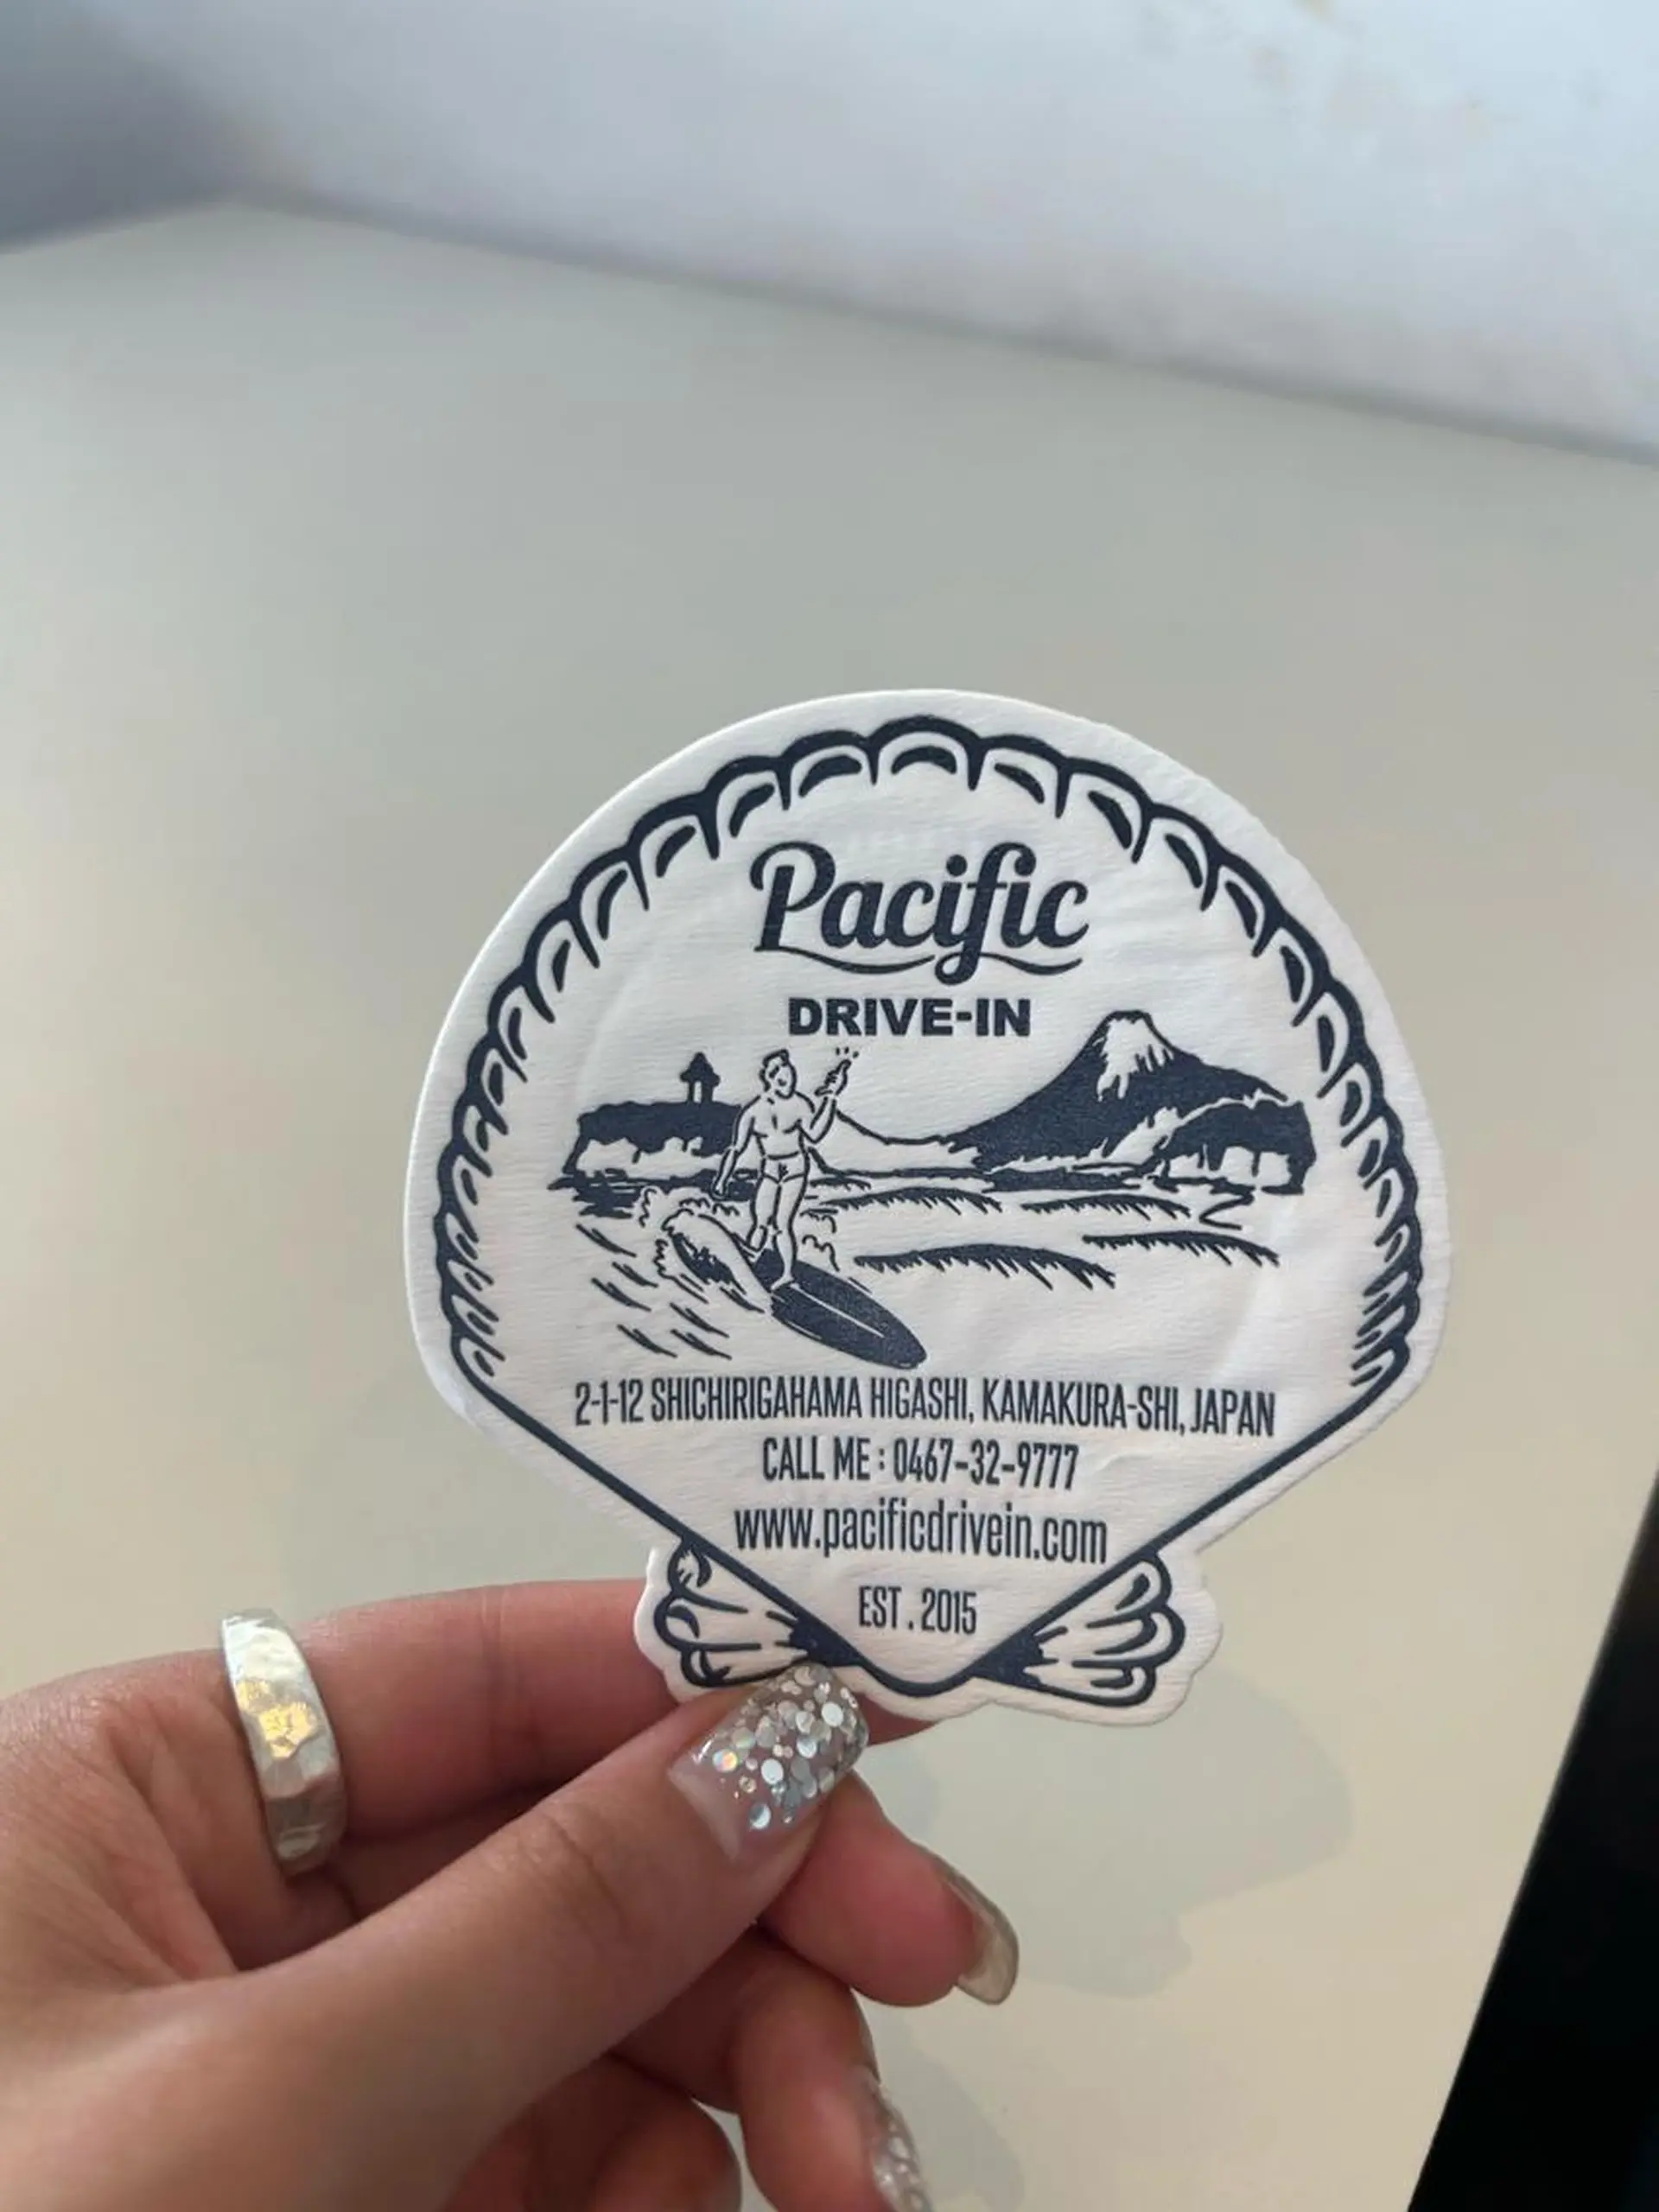 Pacific
DRIVE-IN
2-1-12 SHICHIRIGAHAMA HIGASHI, KAMAKURA-SHI, JAPAN
CALL ME : 0467-32-9777
www.pacificdrivein.com
EST . 2015